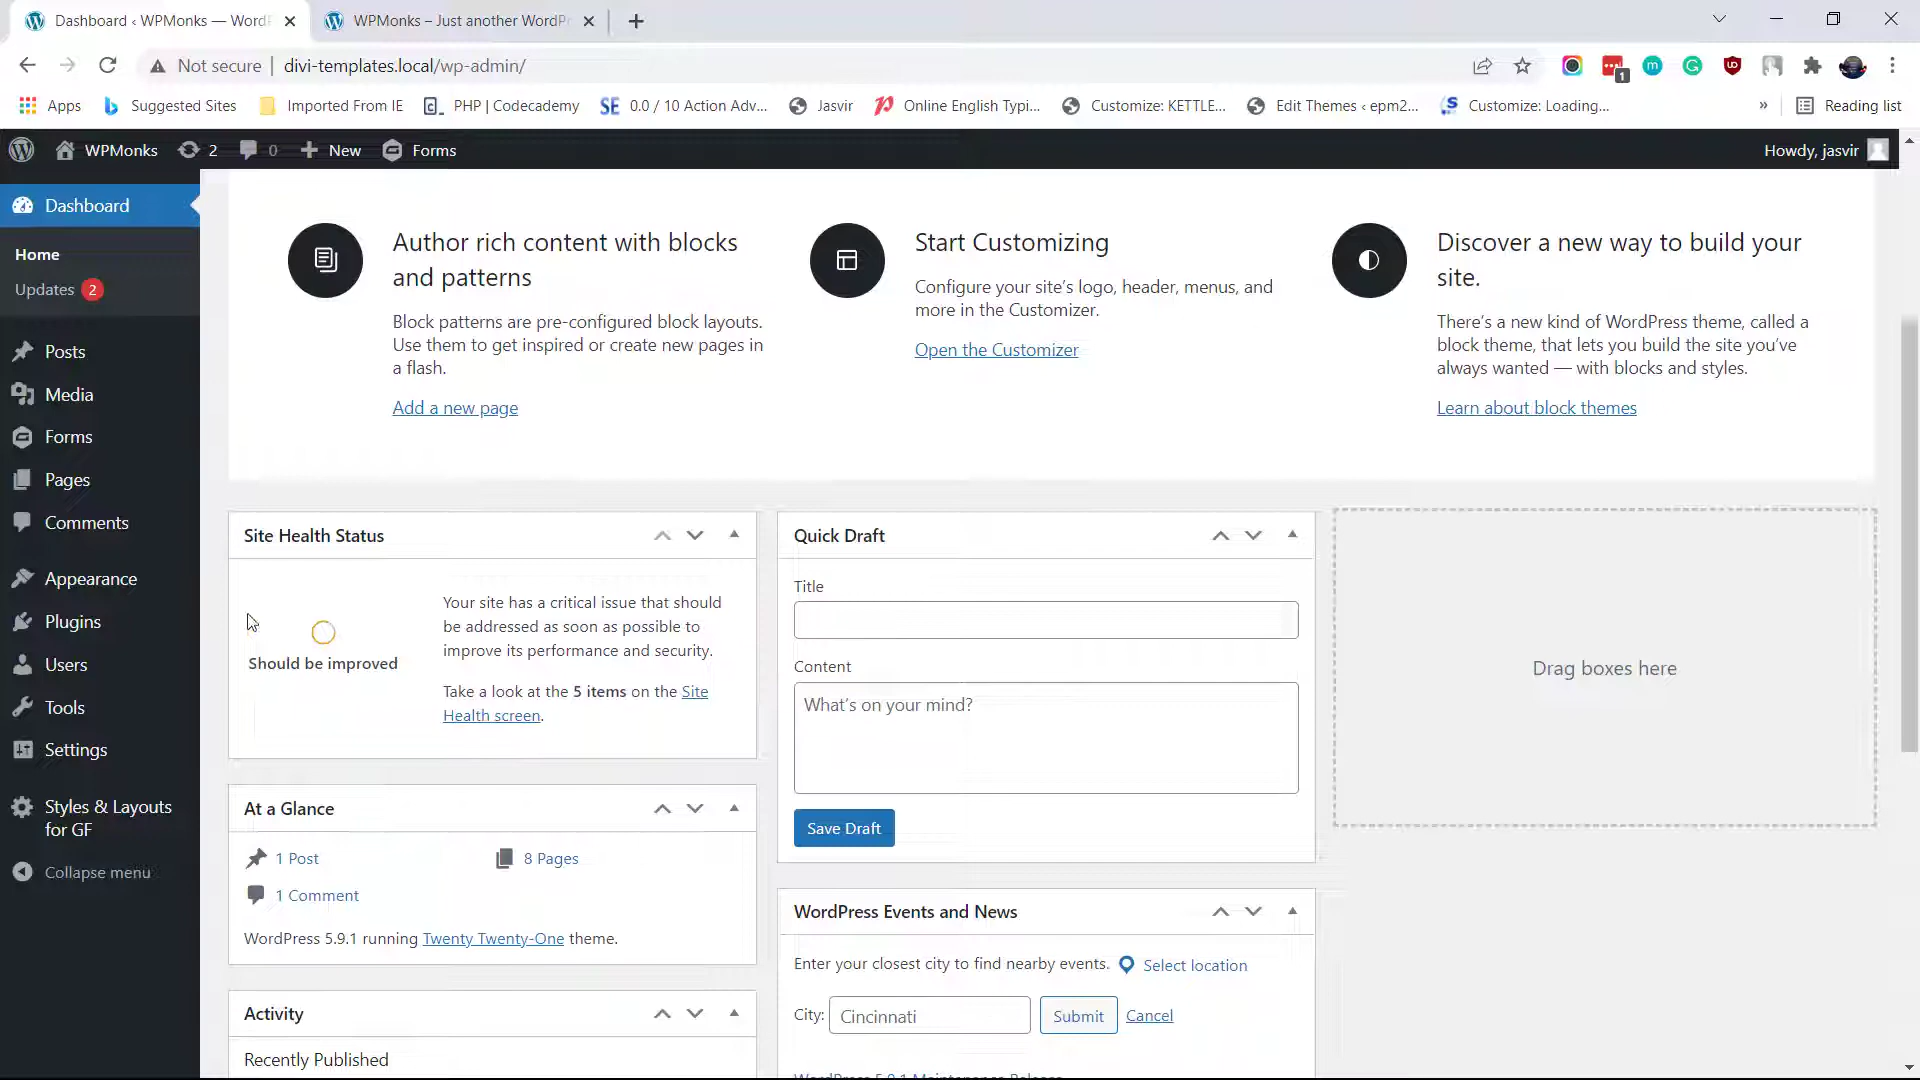 Dashboard ‹ WPMonks — Word
WPMonks – Just another WordP
Not secure
divi-templates.local/wp-admin/
1
Apps
Suggested Sites
Imported From IE
PHP | Codecademy
SE
0.0 / 10 Action Adv...
Jasvir
Online English Typi...
Customize: KETTLE...
Edit Themes ‹ epm2...
Customize: Loading...
»
Reading list
WPMonks
2
0
New
Forms
Howdy, jasvir
Dashboard
Home
Updates 2
Posts
Media
Forms
Pages
Comments
Appearance
Plugins
Users
Tools
Settings
Styles & Layouts
for GF
Collapse menu
Author rich content with blocks
and patterns
Block patterns are pre-configured block layouts.
Use them to get inspired or create new pages in
a flash.
Add a new page
Start Customizing
Configure your site's logo, header, menus, and
more in the Customizer.
Open the Customizer
Discover a new way to build your
site.
There's a new kind of WordPress theme, called a
block theme, that lets you build the site you've
always wanted — with blocks and styles.
Learn about block themes
Site Health Status
Should be improved
Your site has a critical issue that should
be addressed as soon as possible to
improve its performance and security.
Take a look at the 5 items on the Site
Health screen.
At a Glance
1 Post
8 Pages
1 Comment
WordPress 5.9.1 running Twenty Twenty-One theme.
Activity
Recently Published
Quick Draft
Title
Content
What's on your mind?
Save Draft
WordPress Events and News
Enter your closest city to find nearby events.
Select location
City:
Cincinnati
Submit
Cancel
Drag boxes here